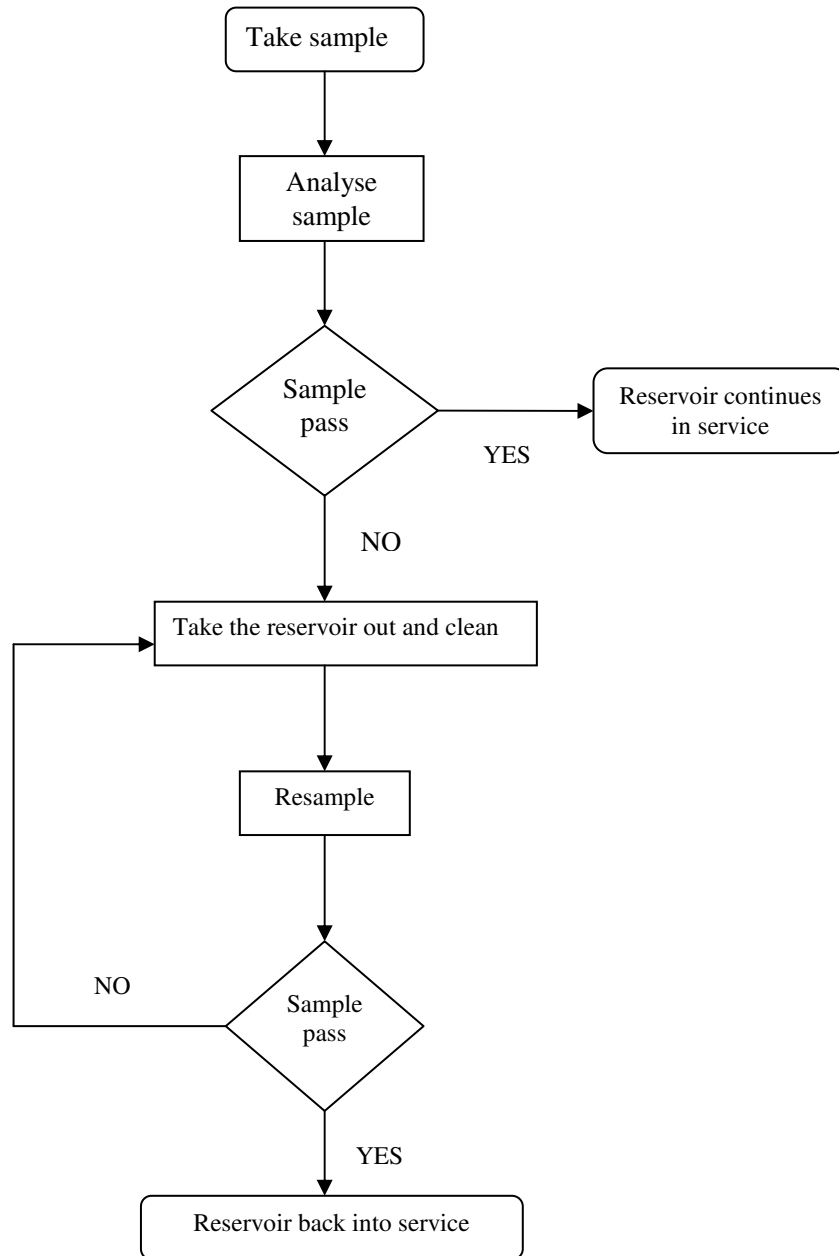 Take sample
Analyse
sample
Sample
pass
Reservoir continues
in service
YES
NO
Take the reservoir out and clean
Resample
NO
Sample
pass
YES
Reservoir back into service